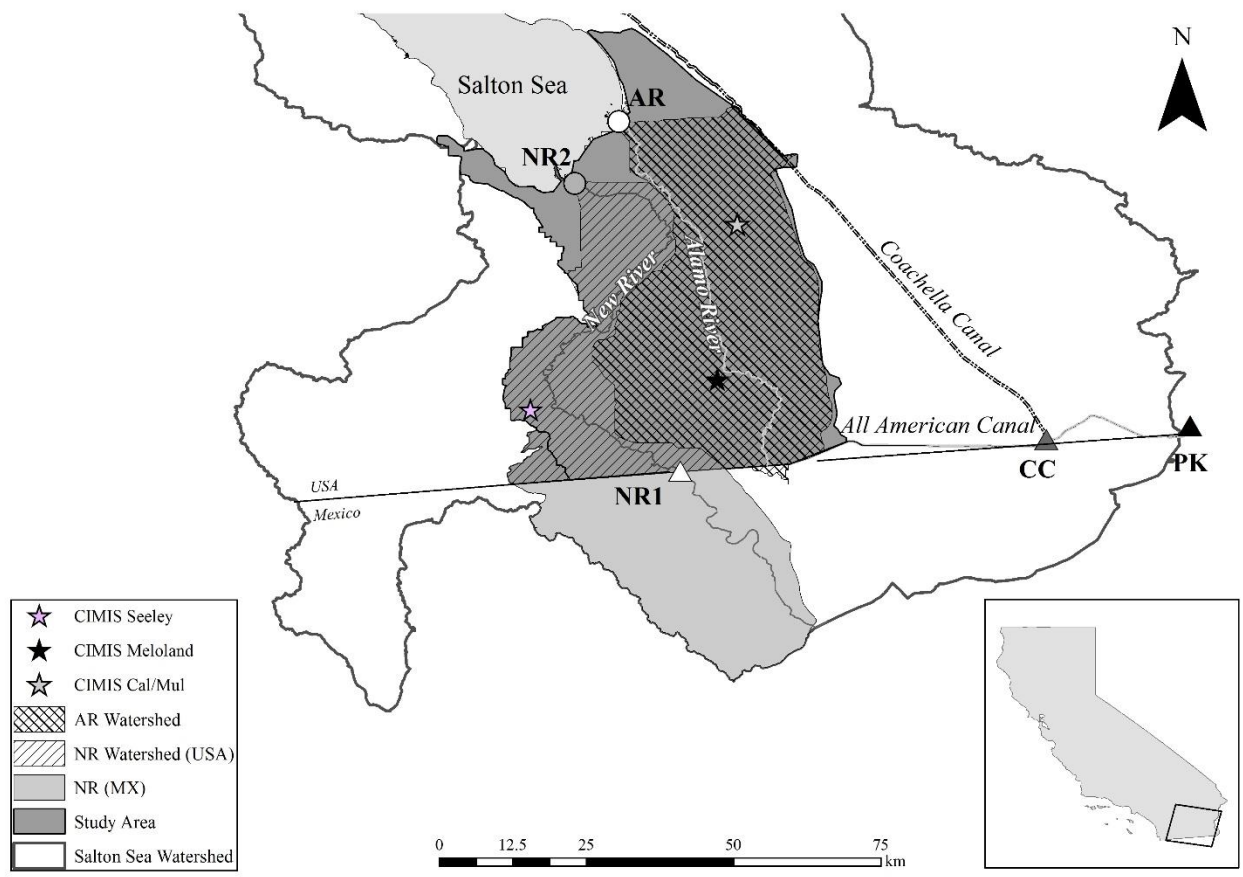 Salton Sea
AR
N
NR2
Coachella Canal
New River
Alamo River
All American Canal
CC
PK
NR1
USA
Mexico
CIMIS Seeley
CIMIS Meloland
CIMIS Cal/Mul
AR Watershed
NR Watershed (USA)
NR (MX)
Study Area
Salton Sea Watershed
0 12.5 25 50 75
km